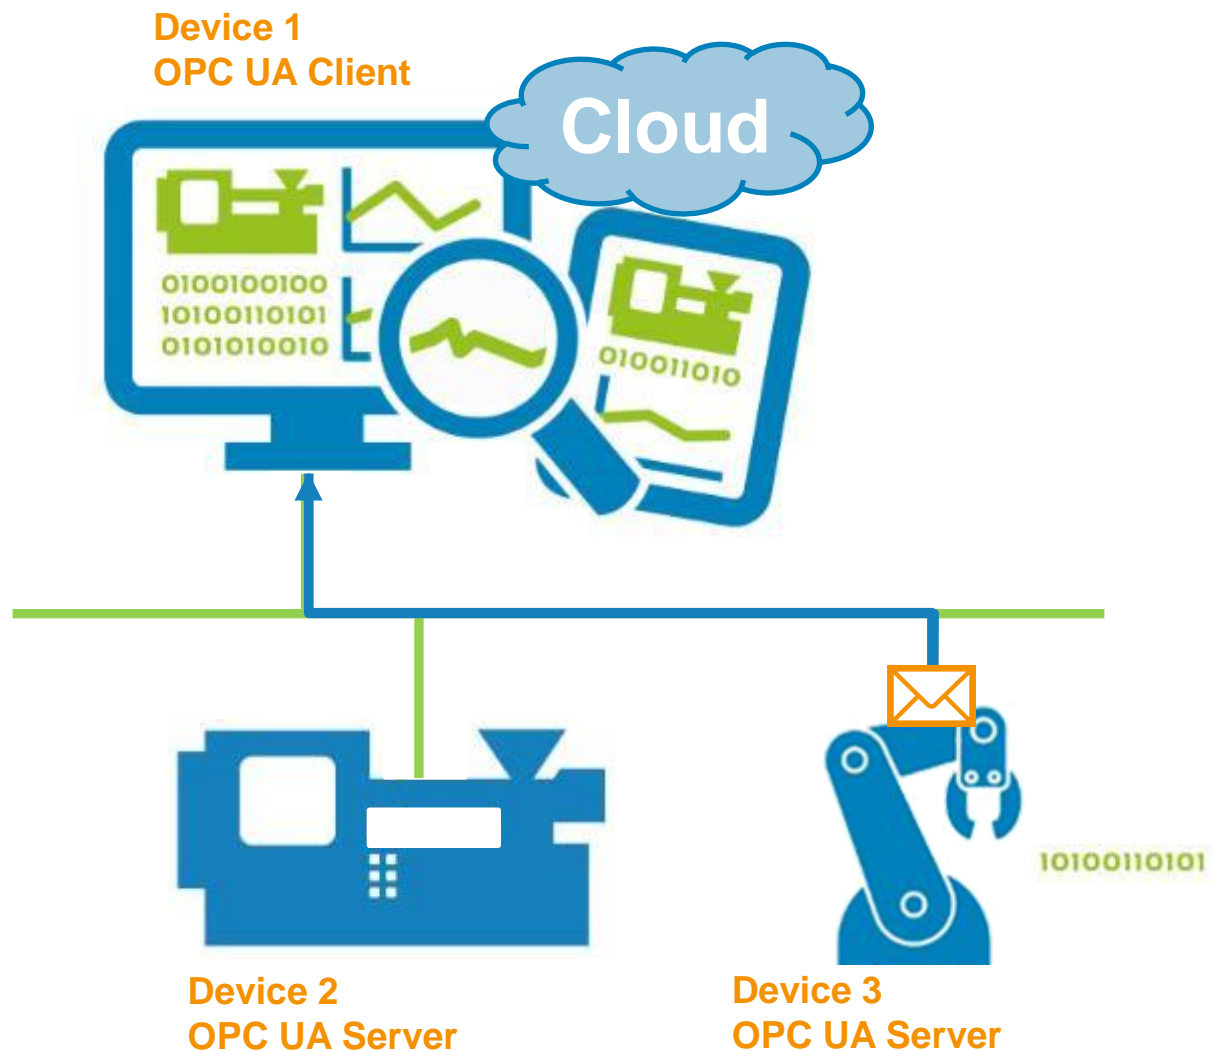 Device 1
OPC UA Client
Cloud
0100100100
10100110101
0101010010
010011010
10100110101
Device 2
OPC UA Server
Device 3
OPC UA Server